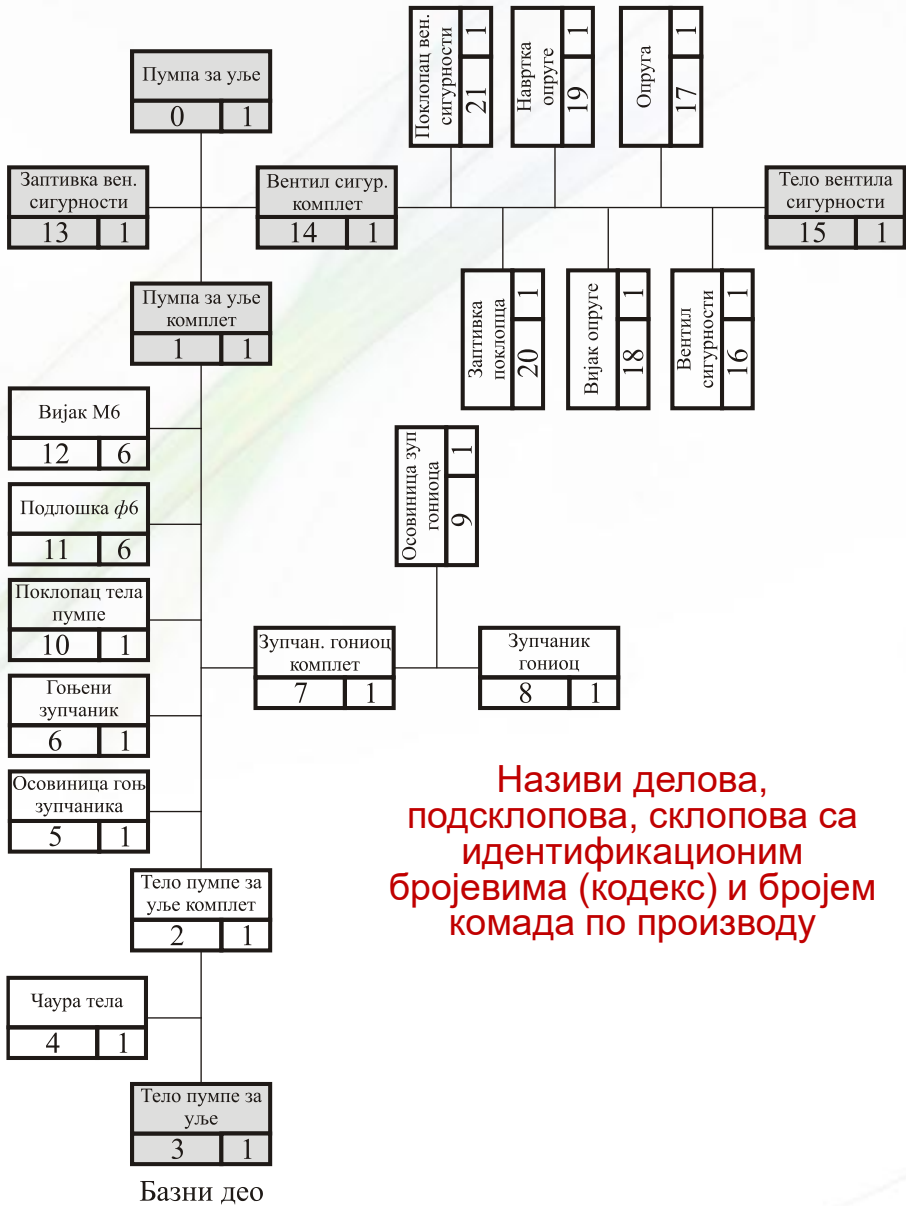 Пумпа за уље
0 1
Поклопац вен.
сигурности
21 1
Навртка
опруге
19 1
Опруга
17 1
Заптивка вен.
сигурности
13 1
Вентил сигур.
комплет
14 1
Тело вентила
сигурности
15 1
Заптивка
поклопца
20 1
Вијак опруге
18 1
Вентил
сигурности
16 1
Пумпа за уље
комплет
1 1
Вијак М6
12 6
Подлошка ф6
11 6
Поклопац тела
пумпе
10 1
Осовиница зуп
гониоца
9 1
Зупчан. гониоц
комплет
7 1
Зупчаник
гониоц
8 1
Гоњени
зупчаник
6 1
Осовиница гоњ
зупчаника
5 1
Називи делова,
подсклопова, склопова са
идентификационим
бројевима (кодекс) и бројем
комада по производу
Тело пумпе за
уље комплет
2 1
Чаура тела
4 1
Тело пумпе за
уље
3 1
Базни део